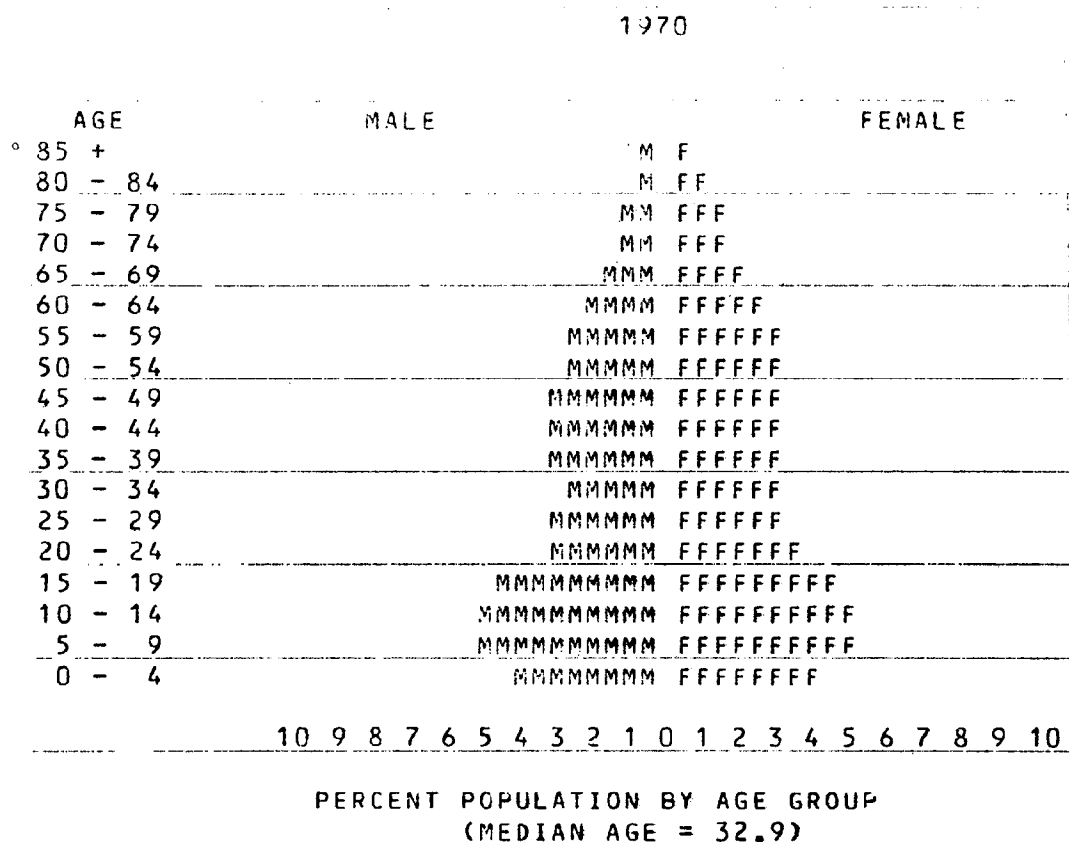 1970
AGE MALE FEMALE
85 + M F
80 - 84 M FF
75 - 79 MM FFF
70 - 74 MM FFF
65 - 69 MMM FFFF
60 - 64 MMMM FFFFF
55 - 59 MMMMM FFFFFF
50 - 54 MMMMM FFFFFF
45 - 49 MMMMMM FFFFFF
40 - 44 MMMMMM FFFFFF
35 - 39 MMMMMM FFFFFF
30 - 34 MMMMM FFFFFF
25 - 29 MMMMMM FFFFFF
20 - 24 MMMMMM FFFFFFF
15 - 19 MMMMMMMMM FFFFFFFFF
10 - 14 MMMMMMMMMM FFFFFFFFFF
5 - 9 MMMMMMMMMM FFFFFFFFFF
0 - 4 MMMMMMMM FFFFFFFF
10 9 8 7 6 5 4 3 2 1 0 1 2 3 4 5 6 7 8 9 10
PERCENT POPULATION BY AGE GROUP
(MEDIAN AGE = 32.9)